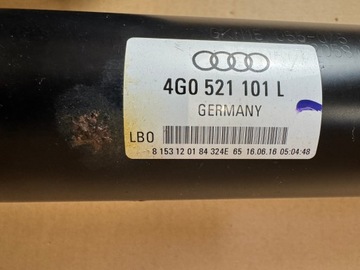 4G0 521 101 L
GERMANY
LBO
8 153 12 01 84 324E 65 16.06.16 05:04:48